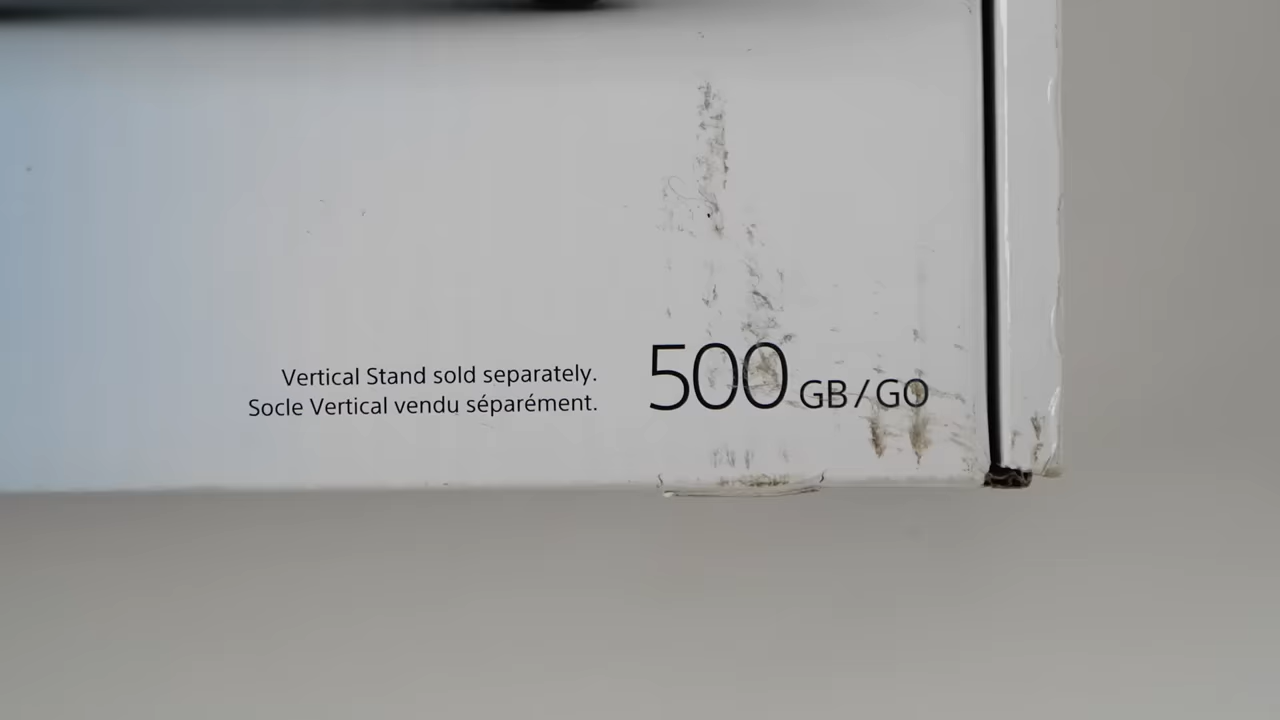 Vertical Stand sold separately.
Socle Vertical vendu séparément.
500 GB/GO